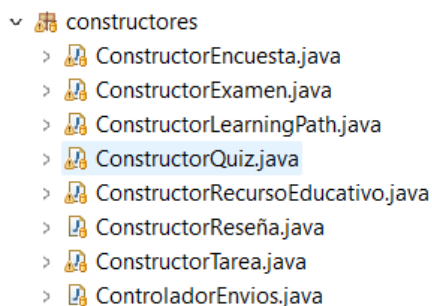 constructores
ConstructorEncuesta.java
ConstructorExamen.java
ConstructorLearningPath.java
ConstructorQuiz.java
ConstructorRecursoEducativo.java
ConstructorReseña.java
ConstructorTarea.java
ControladorEnvios.java